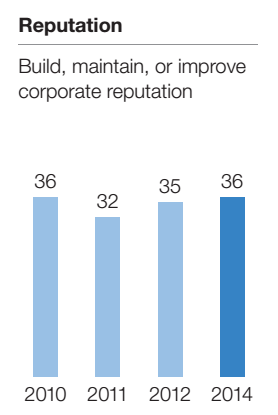 Reputation
Build, maintain, or improve
corporate reputation
36
32
35
36
2010
2011
2012
2014